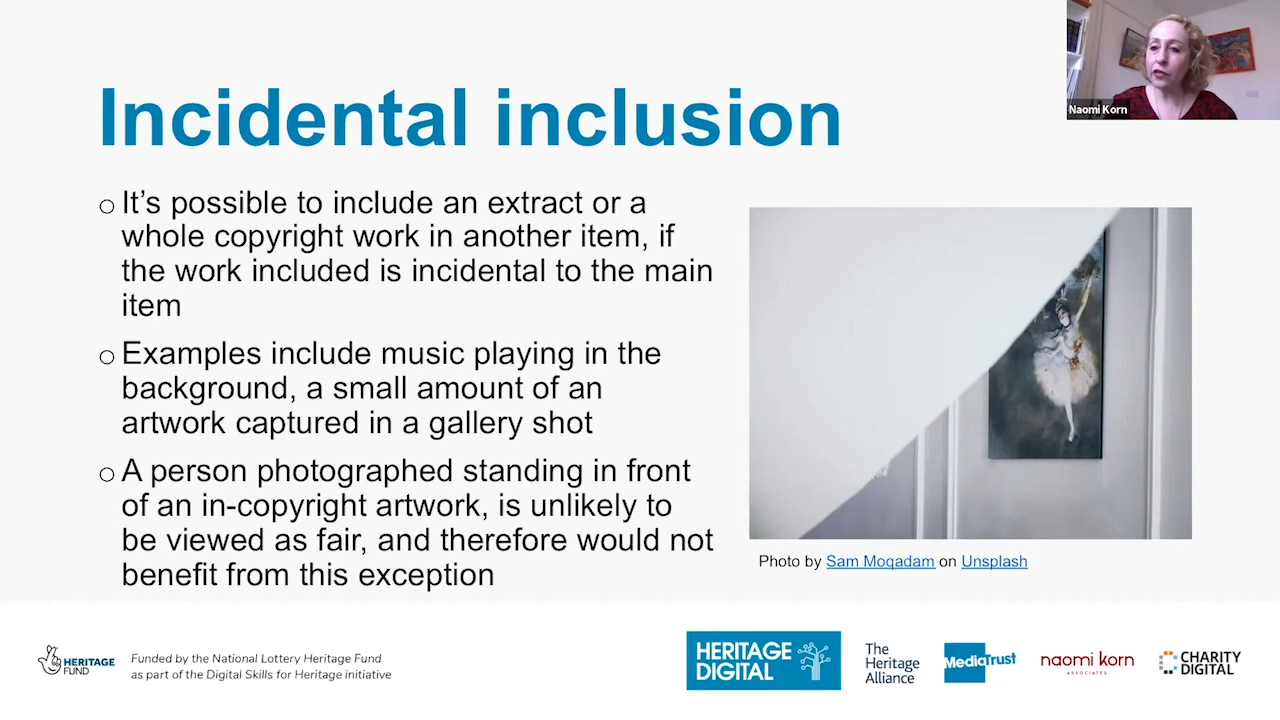 Incidental inclusion
Naomi Korn
o It’s possible to include an extract or a
whole copyright work in another item, if
the work included is incidental to the main
item
o Examples include music playing in the
background, a small amount of an
artwork captured in a gallery shot
o A person photographed standing in front
of an in-copyright artwork, is unlikely to
be viewed as fair, and therefore would not
benefit from this exception
Photo by Sam Moqadam on Unsplash
HERITAGE
FUND
Funded by the National Lottery Heritage Fund
as part of the Digital Skills for Heritage initiative
HERITAGE
DIGITAL
The
Heritage
Alliance
MediaTrust
naomi korn
ASSOCIATES
CHARITY
DIGITAL